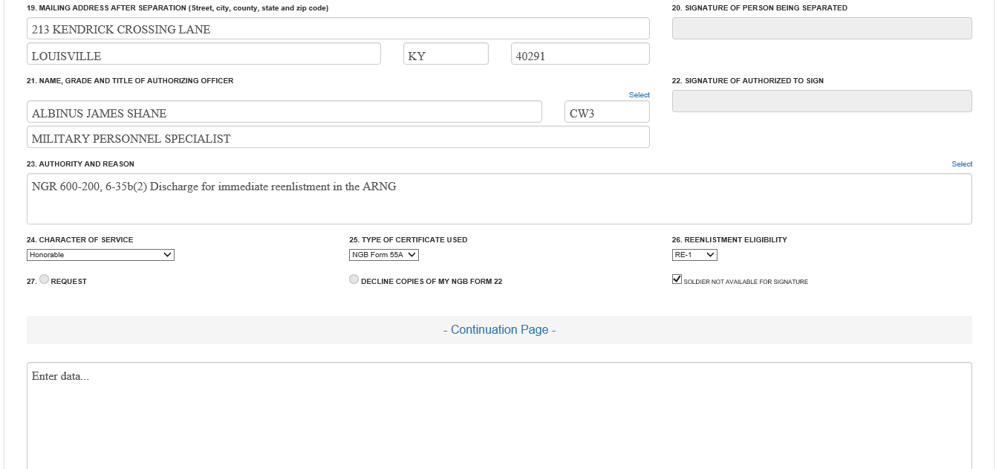 19. MAILING ADDRESS AFTER SEPARATION (Street, city, county, state and zip code)
20. SIGNATURE OF PERSON BEING SEPARATED
213 KENDRICK CROSSING LANE
LOUISVILLE KY 40291
21. NAME, GRADE AND TITLE OF AUTHORIZING OFFICER
22. SIGNATURE OF AUTHORIZED TO SIGN
Select
ALBINUS JAMES SHANE CW3
MILITARY PERSONNEL SPECIALIST
23. AUTHORITY AND REASON
Select
NGR 600-200, 6-35b(2) Discharge for immediate reenlistment in the ARNG
24. CHARACTER OF SERVICE
25. TYPE OF CERTIFICATE USED
26. REENLISTMENT ELIGIBILITY
Honorable
NGB Form 55A
RE-1
27. REQUEST
DECLINE COPIES OF MY NGB FORM 22
SOLDIER NOT AVAILABLE FOR SIGNATURE
- Continuation Page -
Enter data...